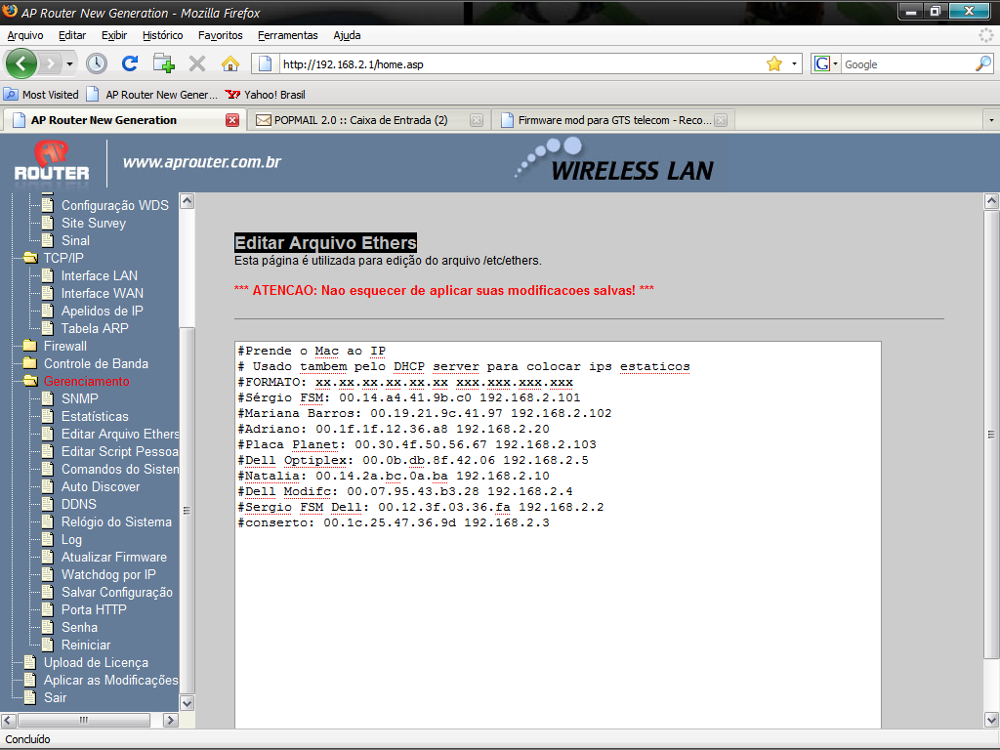 AP Router New Generation - Mozilla Firefox
Arquivo Editar Exibir Histórico Favoritos Ferramentas Ajuda
http://192.168.2.1/home.asp
G Google
Most Visited AP Router New Gener... Yahoo! Brasil
AP Router New Generation
POPMAIL 2.0 :: Caixa de Entrada (2)
Firmware mod para GTS telecom - Reco...
AP ROUTER
www.aprouter.com.br
WIRELESS LAN
Configuração WDS
Site Survey
Sinal
TCP/IP
Interface LAN
Interface WAN
Apelidos de IP
Tabela ARP
Firewall
Controle de Banda
Gerenciamento
SNMP
Estatísticas
Editar Arquivo Ethers
Editar Script Pessoa
Comandos do Sisten
Auto Discover
DDNS
Relógio do Sistema
Log
Atualizar Firmware
Watchdog por IP
Salvar Configuração
Porta HTTP
Senha
Reiniciar
Upload de Licença
Aplicar as Modificações
Sair
Editar Arquivo Ethers
Esta página é utilizada para edição do arquivo /etc/ethers.
*** ATENCAO: Nao esquecer de aplicar suas modificacoes salvas! ***
#Prende o Mac ao IP
# Usado tambem pelo DHCP server para colocar ips estaticos
#FORMATO: xx.xx.xx.xx.xx.xx xxx.xxx.xxx.xxx
#Sérgio FSM: 00.14.a4.41.9b.c0 192.168.2.101
#Mariana Barros: 00.19.21.9c.41.97 192.168.2.102
#Adriano: 00.1f.1f.12.36.a8 192.168.2.20
#Placa Planet: 00.30.4f.50.56.67 192.168.2.103
#Dell Optiplex: 00.0b.db.8f.42.06 192.168.2.5
#Natalia: 00.14.2a.bc.0a.ba 192.168.2.10
#Dell Modifc: 00.07.95.43.b3.28 192.168.2.4
#Sergio FSM Dell: 00.12.3f.03.36.fa 192.168.2.2
#conserto: 00.1c.25.47.36.9d 192.168.2.3
Concluído